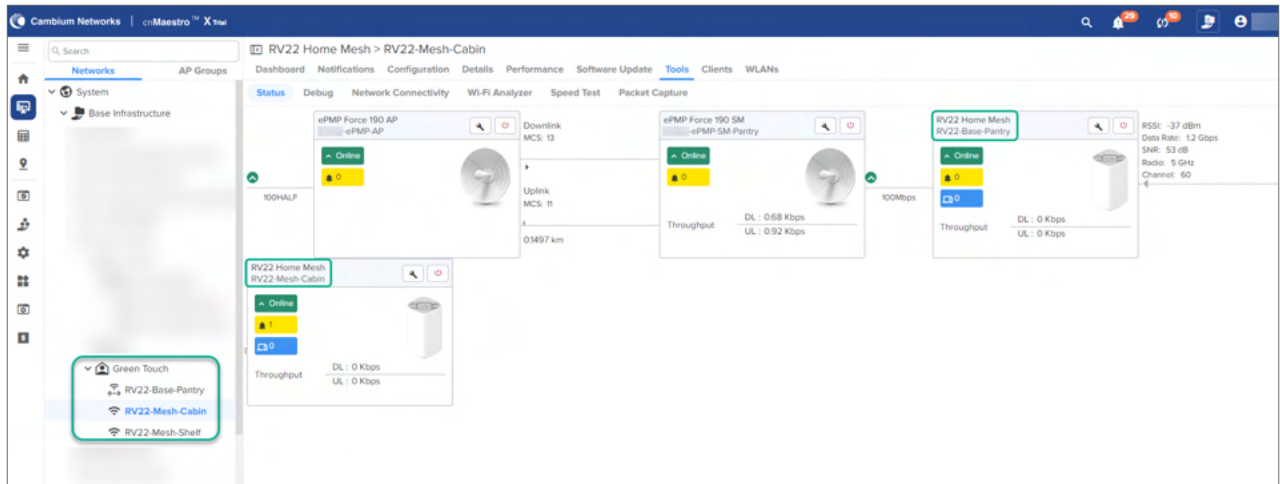 Cambium Networks | cnMaestro™ X Trial
29
10
Search
Networks AP Groups
System
Base Infrastructure
Green Touch
RV22-Base-Pantry
RV22-Mesh-Cabin
RV22-Mesh-Shelf
RV22 Home Mesh > RV22-Mesh-Cabin
Dashboard Notifications Configuration Details Performance Software Update Tools Clients WLANs
Status Debug Network Connectivity Wi-Fi Analyzer Speed Test Packet Capture
100HALF
ePMP Force 190 AP
-ePMP-AP
Online
0
Downlink
MCS: 13
Uplink
MCS: 11
0.1497 km
ePMP Force 190 SM
-ePMP-SM-Pantry
Online
0
Throughput
DL : 0.68 Kbps
UL : 0.92 Kbps
100Mbps
RV22 Home Mesh
RV22-Base-Pantry
Online
0
0
Throughput
DL : 0 Kbps
UL : 0 Kbps
RSSI: -37 dBm
Data Rate: 1.2 Gbps
SNR: 53 dB
Radio: 5 GHz
Channel: 60
RV22 Home Mesh
RV22-Mesh-Cabin
Online
1
0
Throughput
DL : 0 Kbps
UL : 0 Kbps